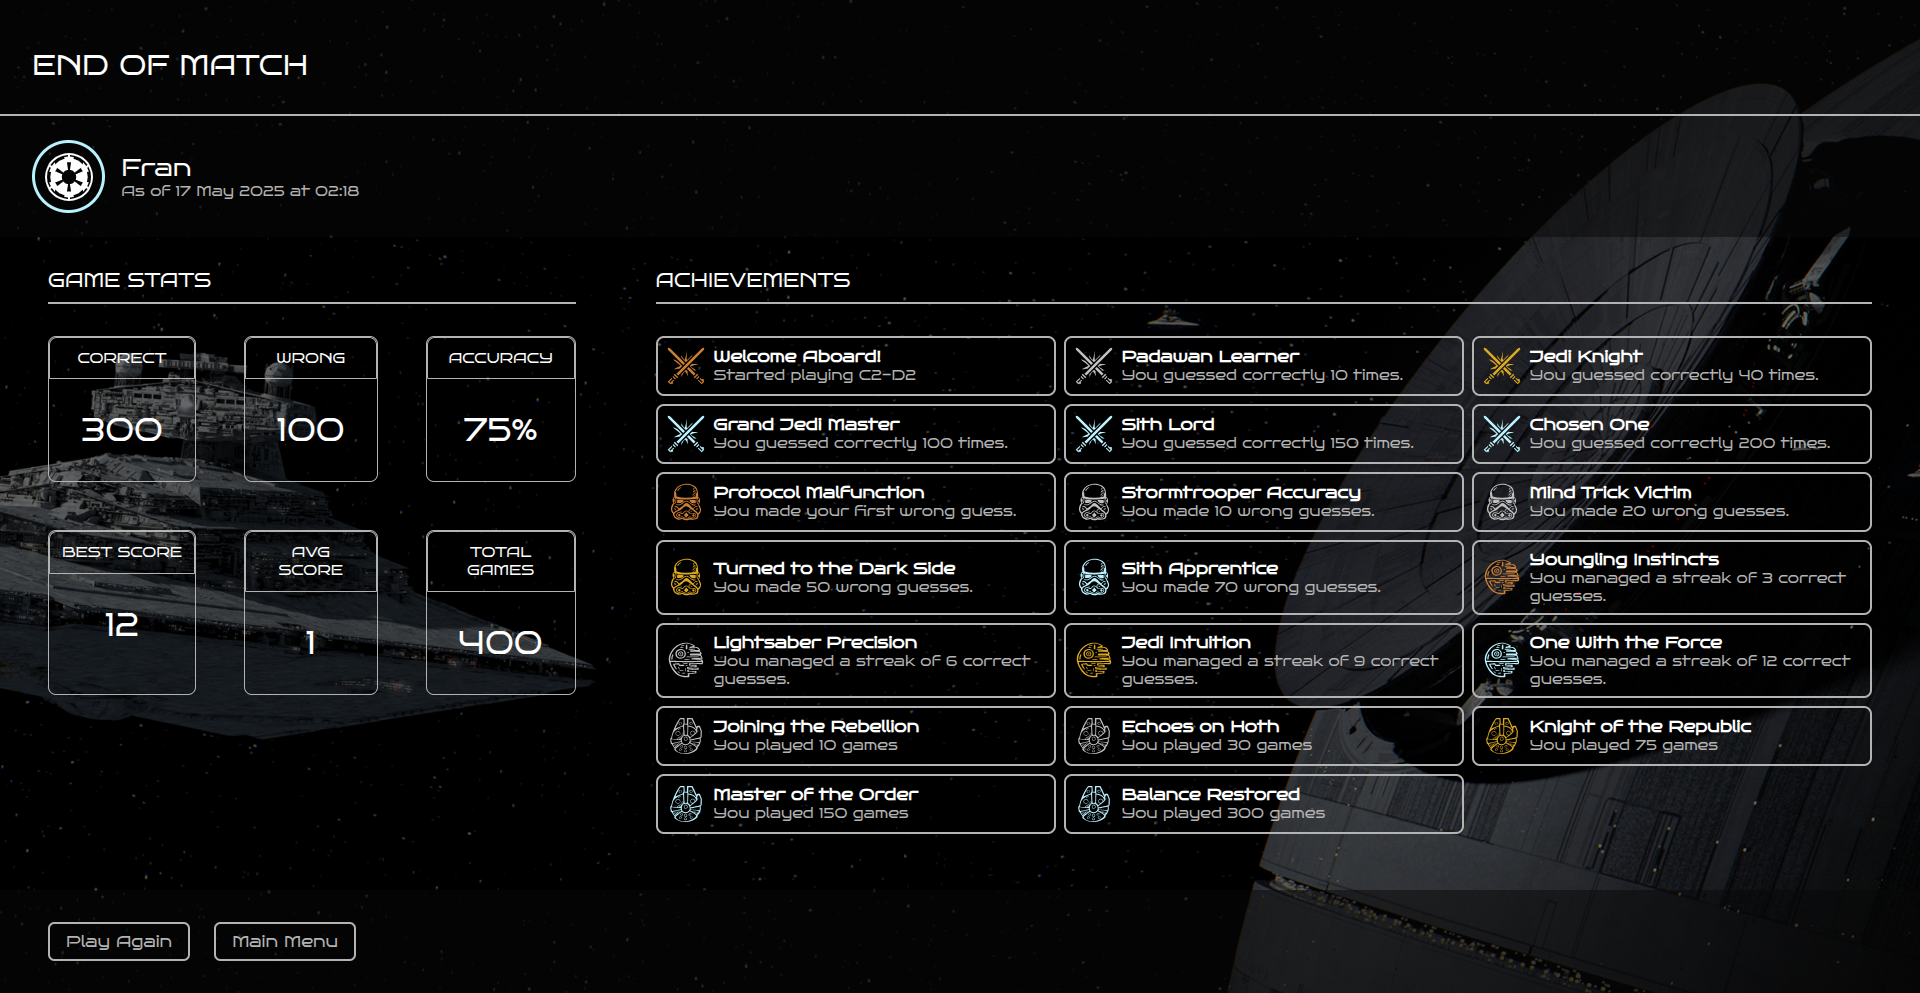 END OF MATCH
Fran
As of 17 May 2025 at 02:18
GAME STATS
CORRECT
300
WRONG
100
ACCURACY
75%
BEST SCORE
12
AVG
SCORE
1
TOTAL
GAMES
400
ACHIEVEMENTS
Welcome Aboard!
Started playing C2-D2
Padawan Learner
You guessed correctly 10 times.
Jedi Knight
You guessed correctly 40 times.
Grand Jedi Master
You guessed correctly 100 times.
Sith Lord
You guessed correctly 150 times.
Chosen One
You guessed correctly 200 times.
Protocol Malfunction
You made your first wrong guess.
Stormtrooper Accuracy
You made 10 wrong guesses.
Mind Trick Victim
You made 20 wrong guesses.
Turned to the Dark Side
You made 50 wrong guesses.
Sith Apprentice
You made 70 wrong guesses.
Youngling Instincts
You managed a streak of 3 correct
guesses.
Lightsaber Precision
You managed a streak of 6 correct
guesses.
Jedi Intuition
You managed a streak of 9 correct
guesses.
One With the Force
You managed a streak of 12 correct
guesses.
Joining the Rebellion
You played 10 games
Echoes on Hoth
You played 30 games
Knight of the Republic
You played 75 games
Master of the Order
You played 150 games
Balance Restored
You played 300 games
Play Again
Main Menu